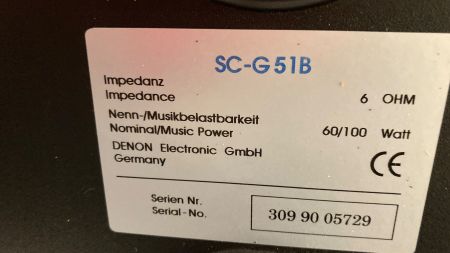 SC-G51B
Impedanz
Impedance 6 OHM
Nenn-/Musikbelastbarkeit
Nominal/Music Power 60/100 Watt
DENON Electronic GmbH
Germany
CE
Serien Nr.
Serial-No. 309 90 05729